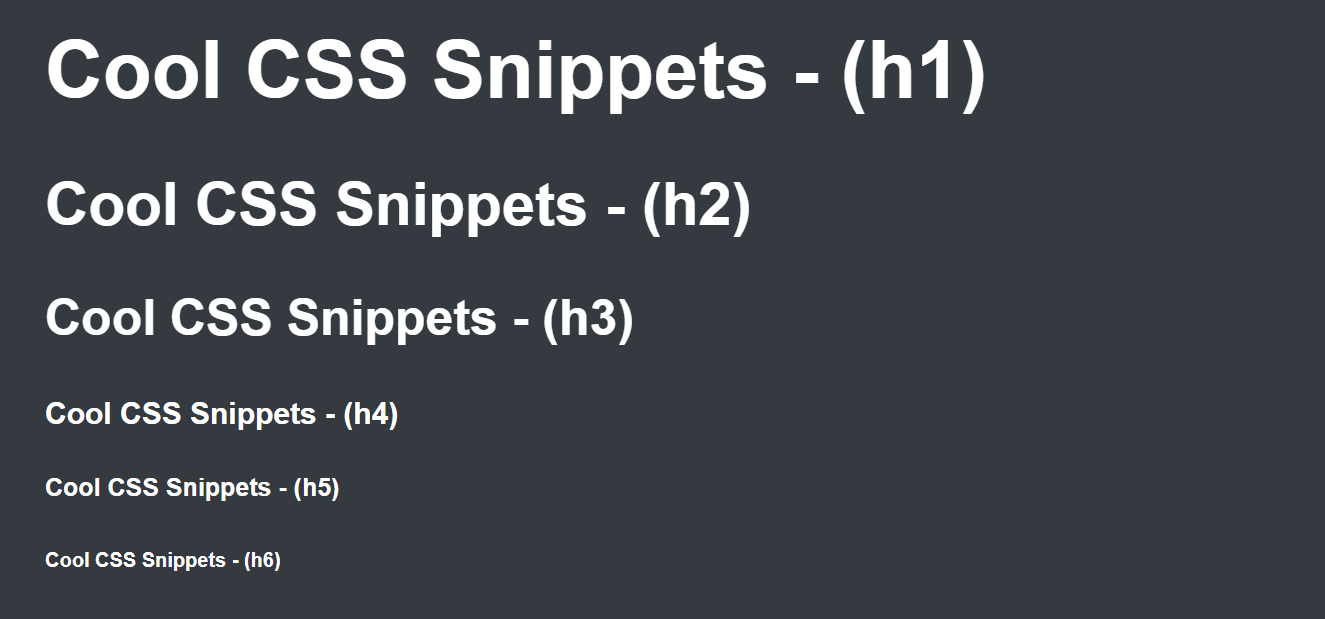 Cool CSS Snippets - (h1)
Cool CSS Snippets - (h2)
Cool CSS Snippets - (h3)
Cool CSS Snippets - (h4)
Cool CSS Snippets - (h5)
Cool CSS Snippets - (h6)